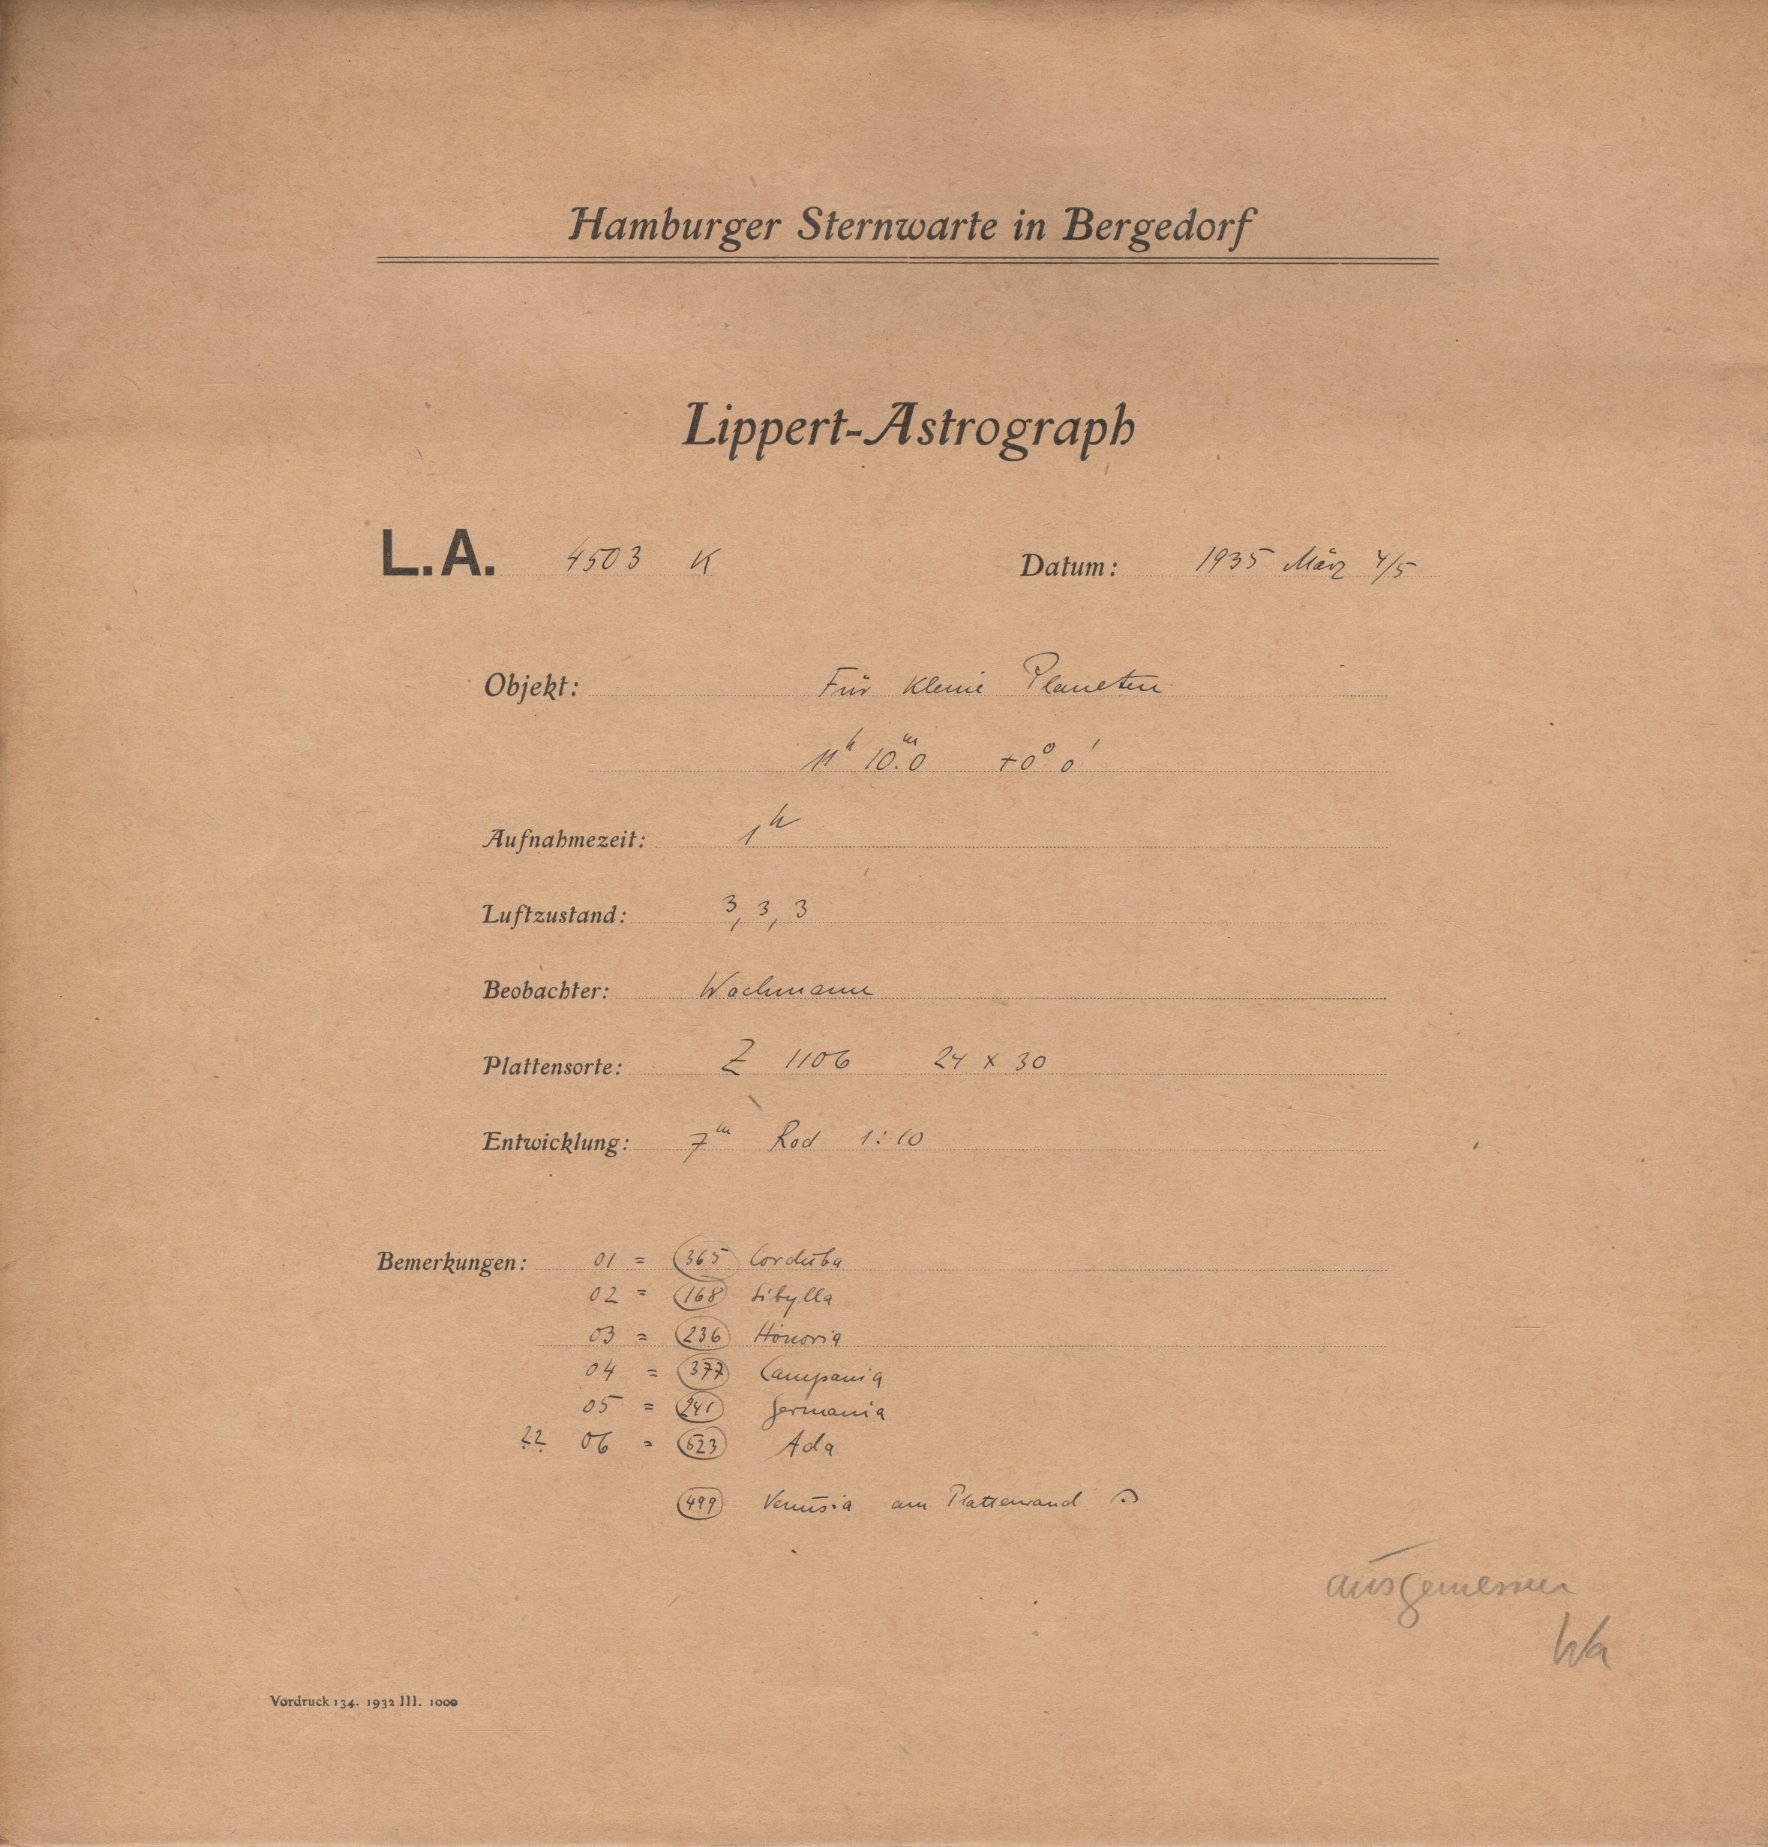 Hamburger Sternwarte in Bergedorf
Lippert-Astrograph
L.A. 4503 K Datum: 1935 März 4/5
Objekt: Für kleine Planeten
11ʰ 10.ᵐ0 +0° 0'
Aufnahmezeit: 1ʰ
Luftzustand: 3, 3, 3
Beobachter: Wachmann
Plattensorte: Z 1106 24 x 30
Entwicklung: 7ᵐ Rod 1:10
Bemerkungen: 01 = (365) Corduba
02 = (168) Sibylla
03 = (236) Honoria
04 = (377) Campania
05 = (241) Germania
?? 06 = (523) Ada
(499) Venusia am Plattenrand
ausgemessen
Wa
Vordruck 134. 1932 III. 1000